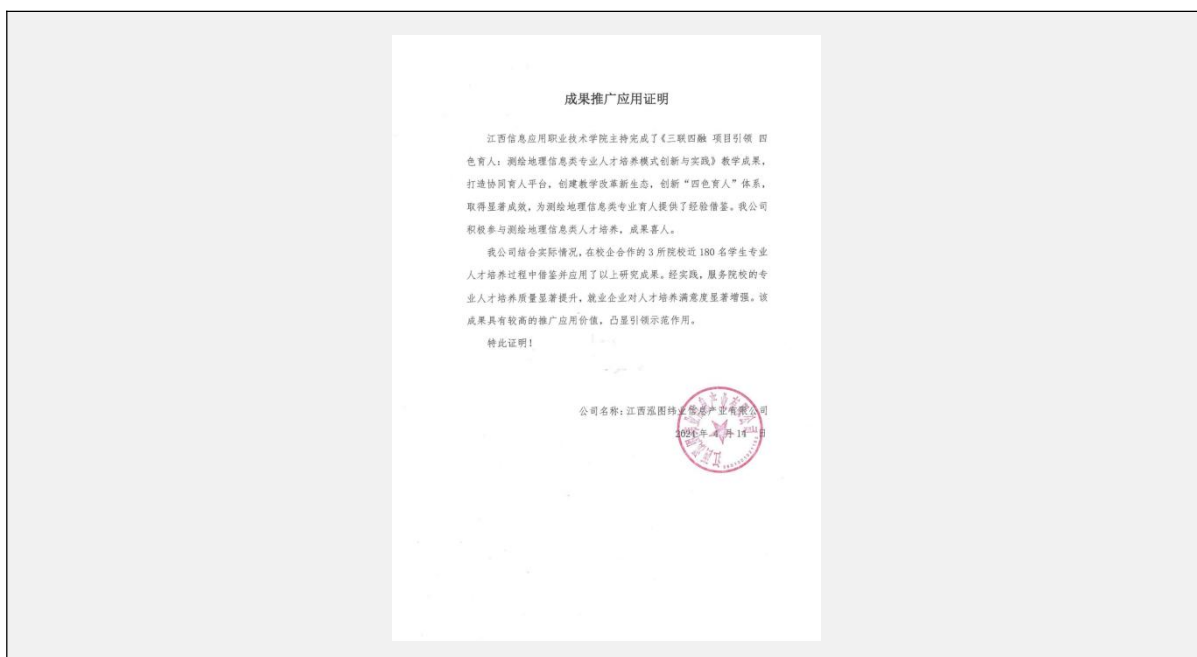 成果推广应用证明
江西信息应用职业技术学院主持完成了《三联四融 项目引领 四
色育人：测绘地理信息类专业人才培养模式创新与实践》教学成果，
打造协同育人平台，创建教学改革新生态，创新“四色育人”体系，
取得显著成效，为测绘地理信息类专业育人提供了经验借鉴。我公司
积极参与测绘地理信息类人才培养，成果喜人。
我公司结合实际情况，在校企合作的 3 所院校近 180 名学生专业
人才培养过程中借鉴并应用了以上研究成果。经实践，服务院校的专
业人才培养质量显著提升，就业企业对人才培养满意度显著增强。该
成果具有较高的推广应用价值，凸显引领示范作用。
特此证明！
公司名称：江西泓图纬业信息产业有限公司
年 月 日